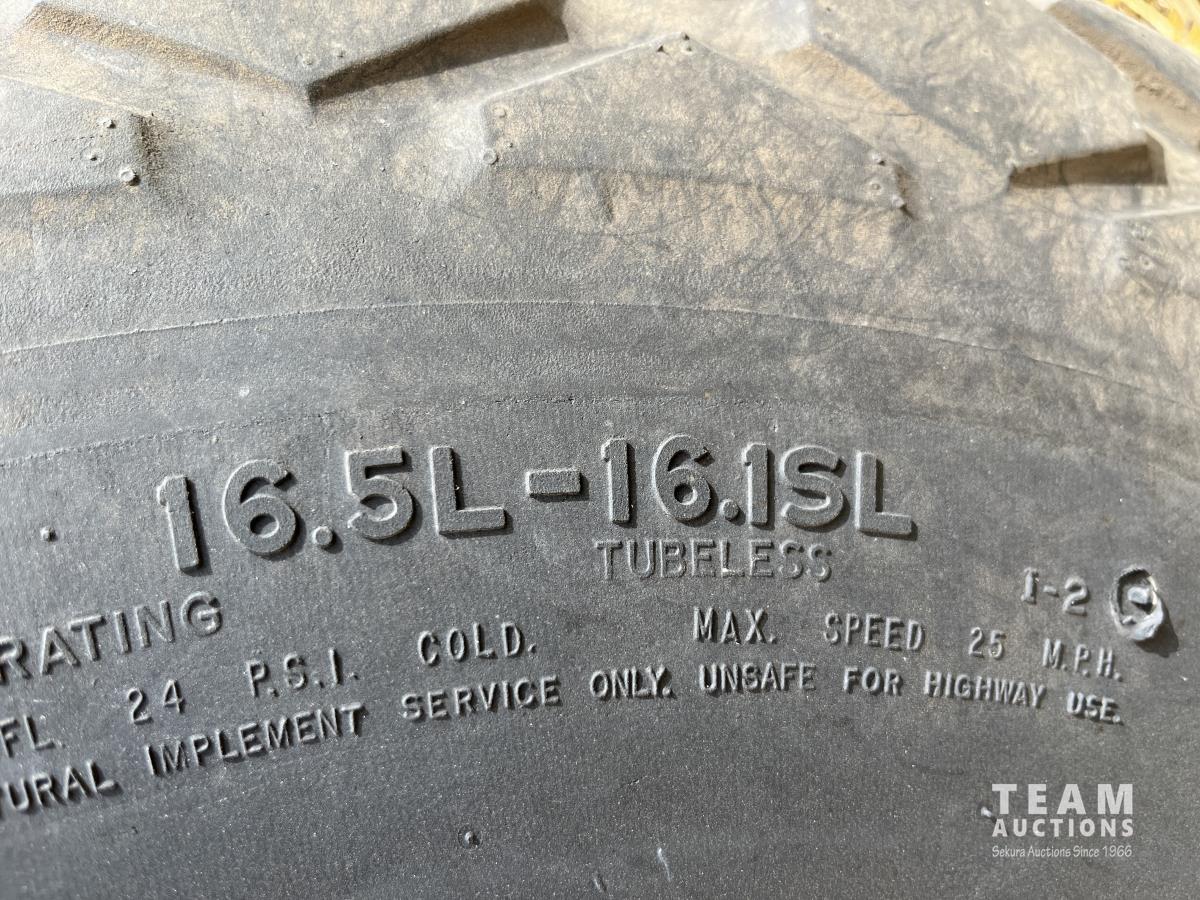 16.5L-16.1SL
TUBELESS
1-2
RATING
24 P.S.I. COLD. MAX. SPEED 25 M.P.H.
IMPLEMENT SERVICE ONLY. UNSAFE FOR HIGHWAY USE.
TEAM
AUCTIONS
Sekura Auctions Since 1966